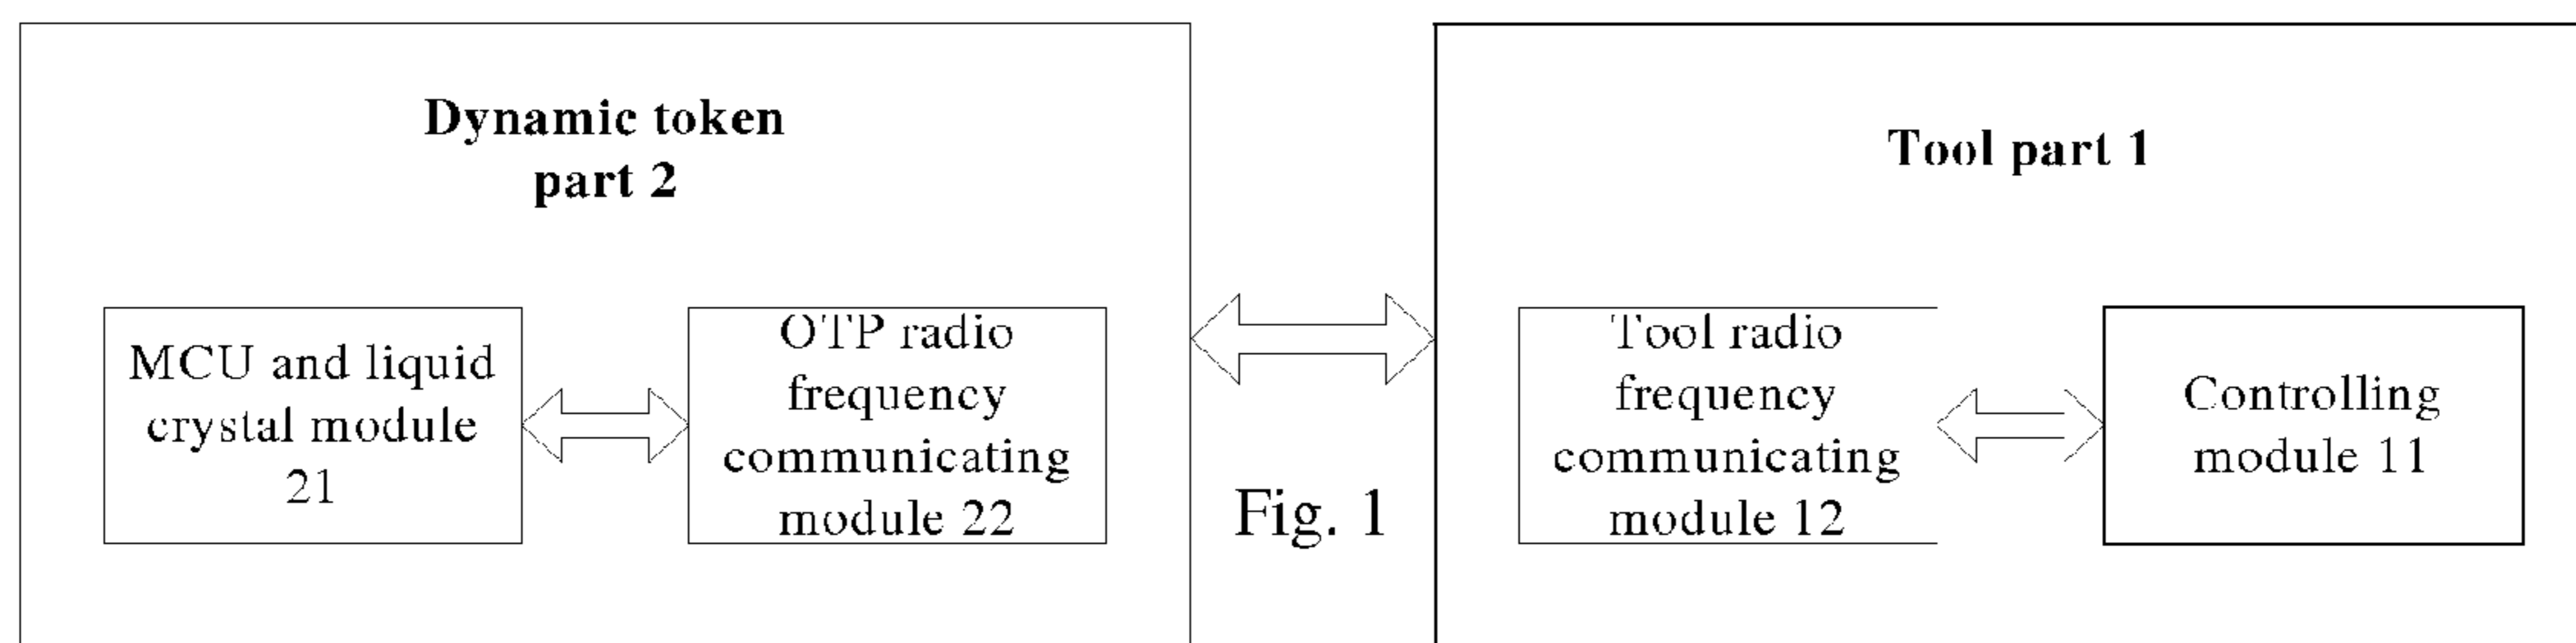 Dynamic token
part 2
MCU and liquid
crystal module
21
OTP radio
frequency
communicating
module 22
Fig. 1
Tool part 1
Tool radio
frequency
communicating
module 12
Controlling
module 11